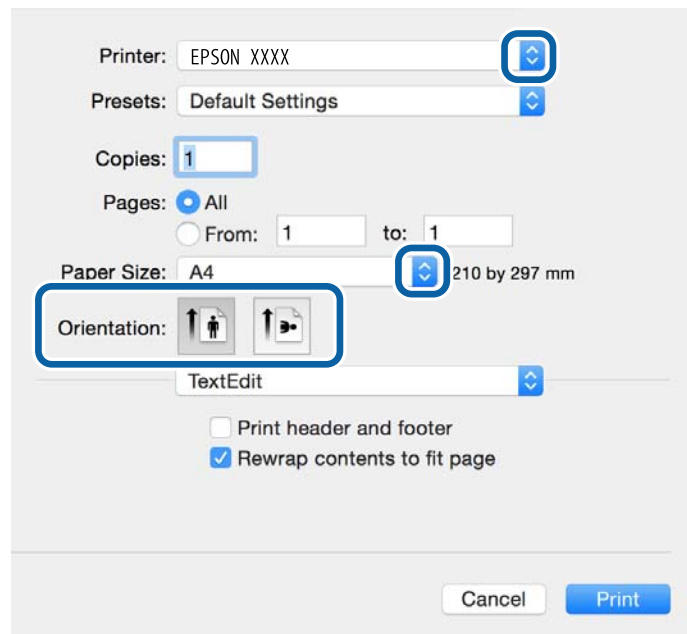 Printer: EPSON XXXX
Presets: Default Settings
Copies: 1
Pages: All
From: 1 to: 1
Paper Size: A4 210 by 297 mm
Orientation:
TextEdit
Print header and footer
Rewrap contents to fit page
Cancel Print